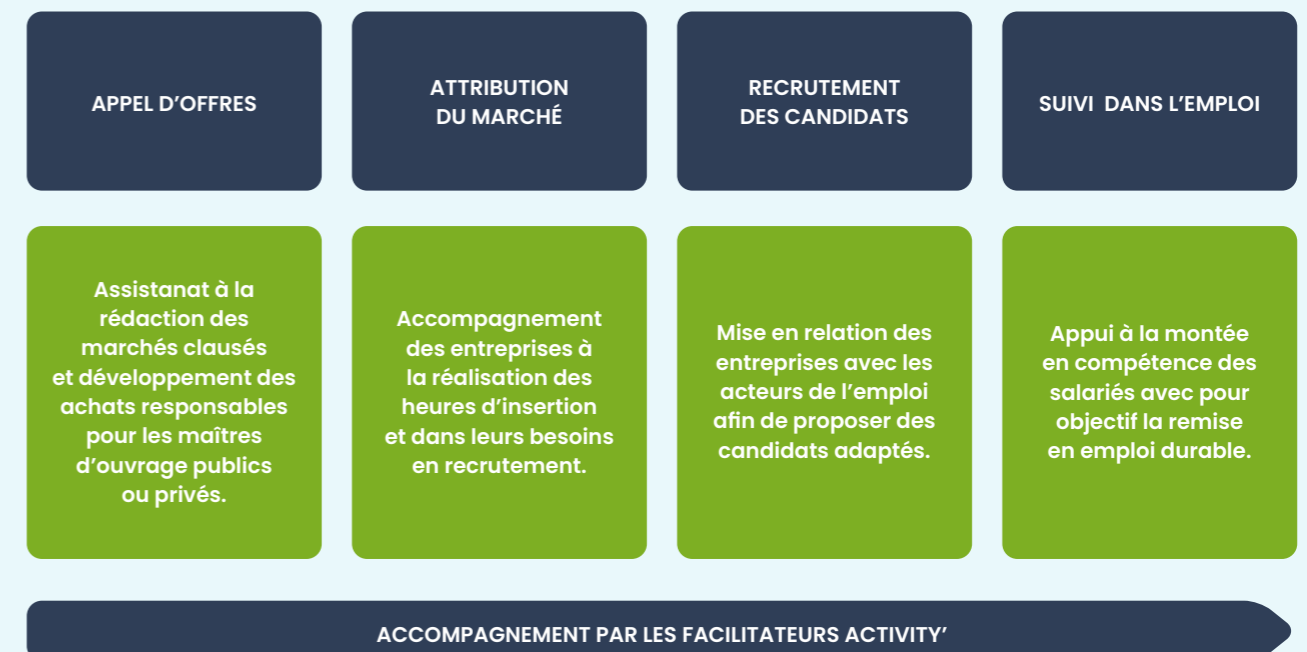 APPEL D’OFFRES
ATTRIBUTION
DU MARCHÉ
RECRUTEMENT
DES CANDIDATS
SUIVI DANS L’EMPLOI
Assistanat à la
rédaction des
marchés clausés
et développement des
achats responsables
pour les maîtres
d’ouvrage publics
ou privés.
Accompagnement
des entreprises à
la réalisation des
heures d’insertion
et dans leurs besoins
en recrutement.
Mise en relation des
entreprises avec les
acteurs de l’emploi
afin de proposer des
candidats adaptés.
Appui à la montée
en compétence des
salariés avec pour
objectif la remise
en emploi durable.
ACCOMPAGNEMENT PAR LES FACILITATEURS ACTIVITY’